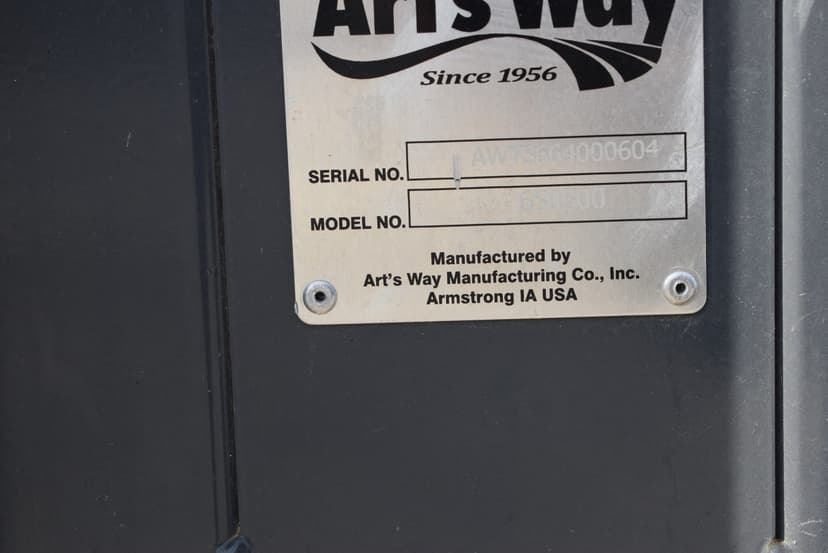 Art's Way
Since 1956
SERIAL NO.
MODEL NO.
Manufactured by
Art's Way Manufacturing Co., Inc.
Armstrong IA USA